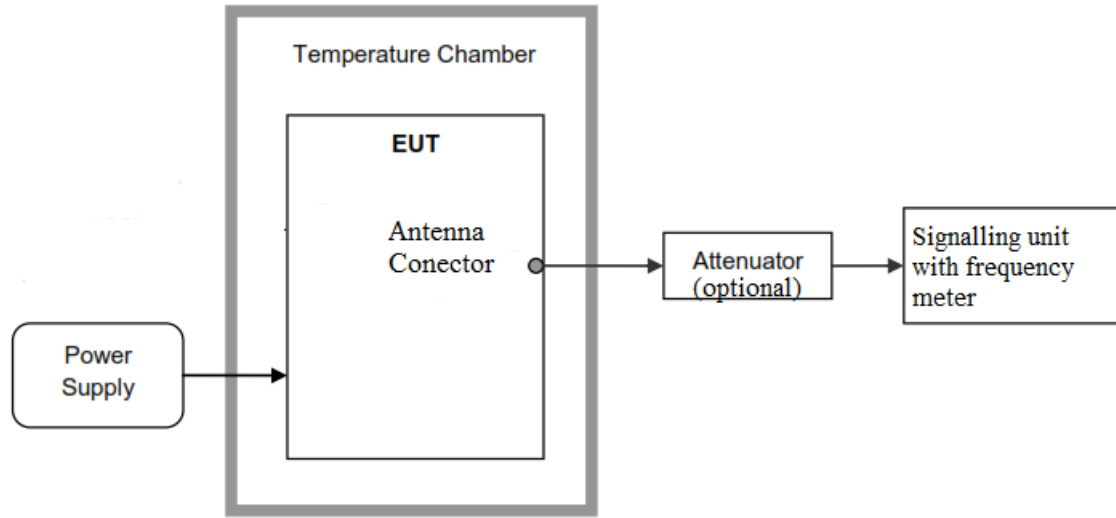 Temperature Chamber
EUT
Antenna
Conector
Attenuator
(optional)
Signalling unit
with frequency
meter
Power
Supply